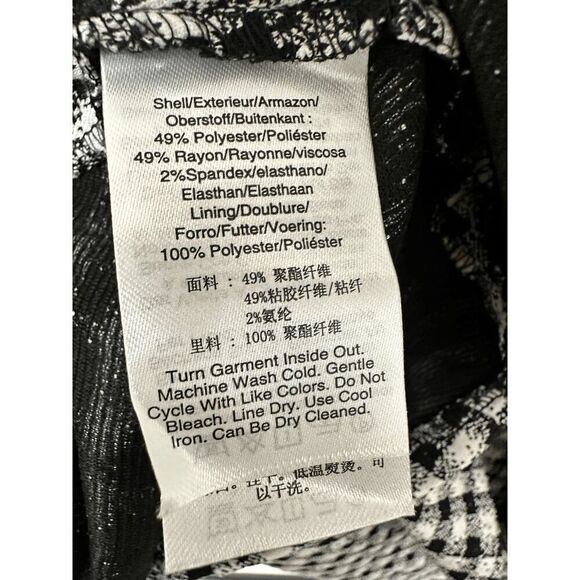 Shell/Exterieur/Armazon/
Oberstoff/Buitenkant :
49% Polyester/Poliéster
49% Rayon/Rayonne/viscosa
2%Spandex/elasthano/
Elasthan/Elasthaan
Lining/Doublure/
Forro/Futter/Voering:
100% Polyester/Poliéster
面料 : 49% 聚酯纤维
49%粘胶纤维/粘纤
2%氨纶
里料 : 100% 聚酯纤维
Turn Garment Inside Out.
Machine Wash Cold. Gentle
Cycle With Like Colors. Do Not
Bleach. Line Dry. Use Cool
Iron. Can Be Dry Cleaned.
低温熨烫。可
以干洗。